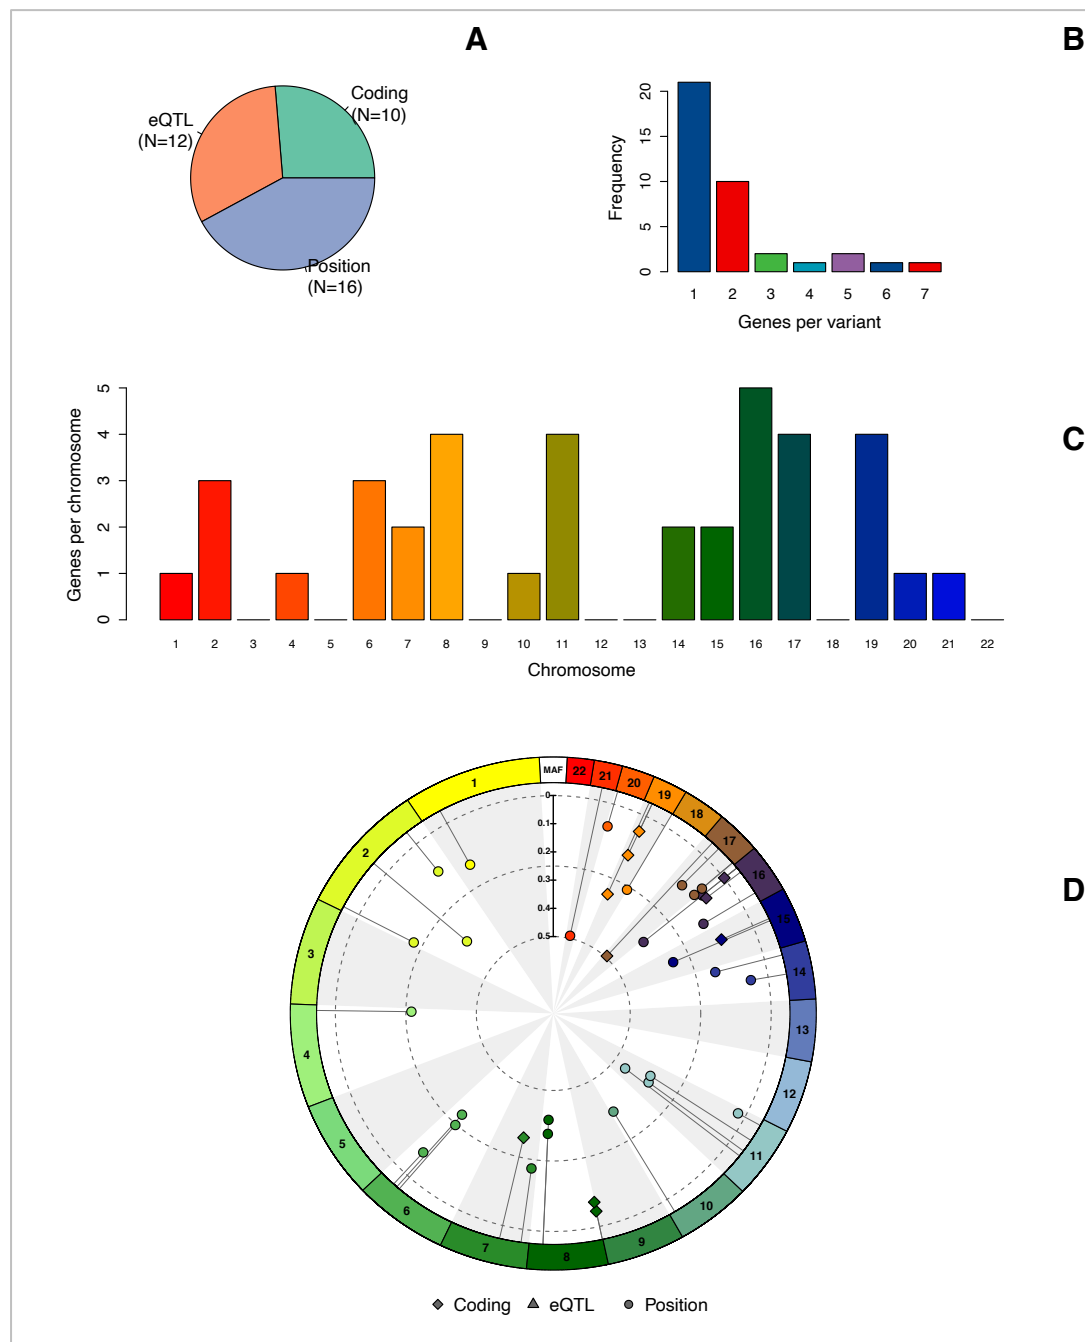 A
B
Coding
(N=10)
eQTL
(N=12)
Position
(N=16)
Frequency
0 5 10 15 20
1 2 3 4 5 6 7
Genes per variant
C
Genes per chromosome
0 1 2 3 4 5
1 2 3 4 5 6 7 8 9 10 11 12 13 14 15 16 17 18 19 20 21 22
Chromosome
D
MAF
0
0.1
0.2
0.3
0.4
0.5
1
2
3
4
5
6
7
8
9
10
11
12
13
14
15
16
17
18
19
20
21
22
Coding eQTL Position